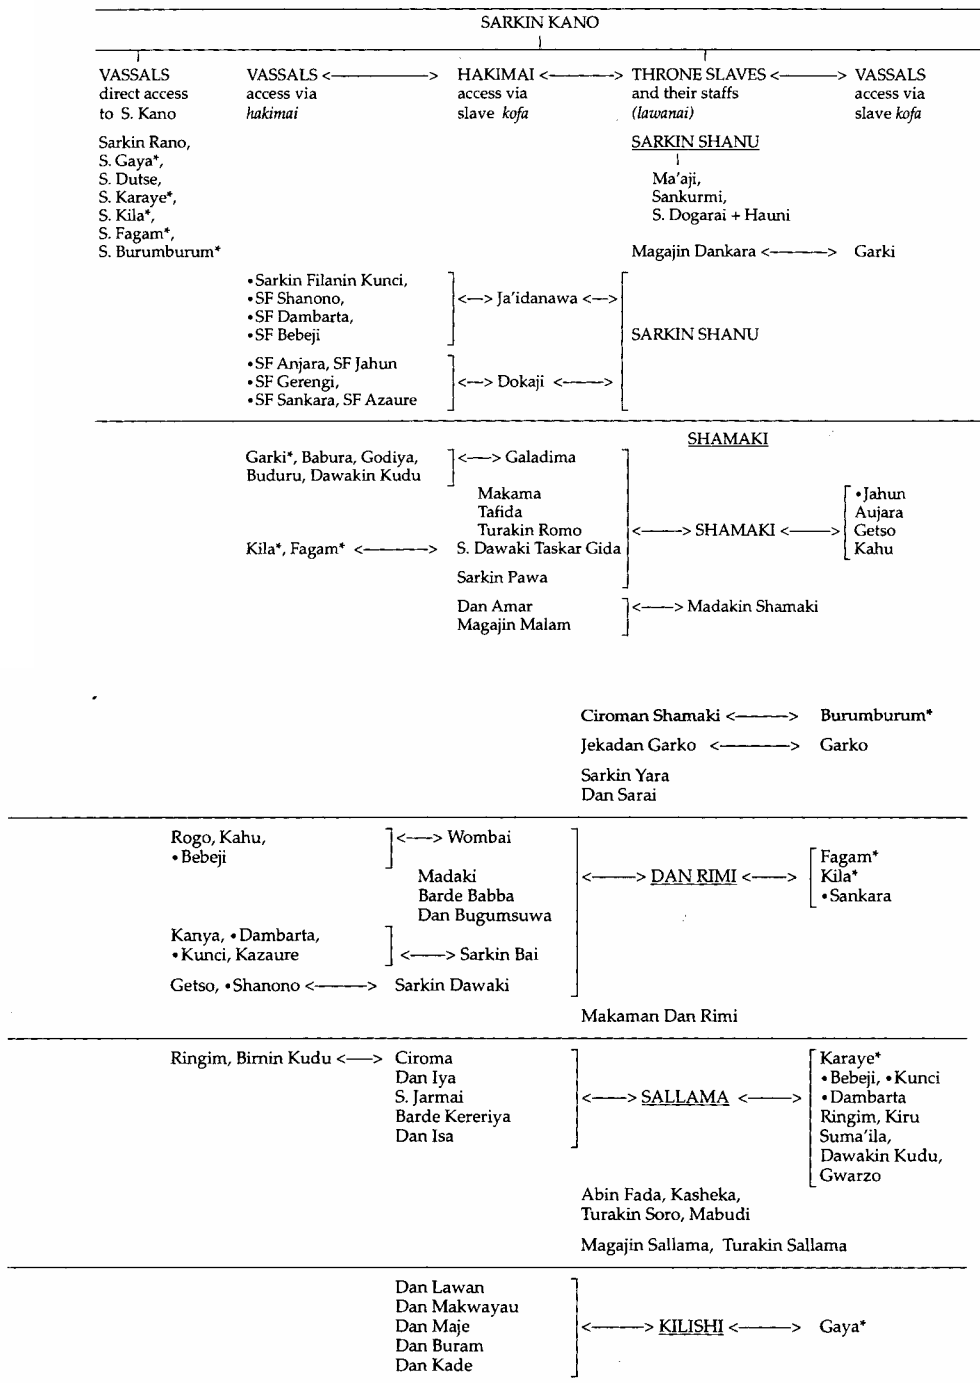 SARKIN KANO
VASSALS VASSALS <———> HAKIMAI <———> THRONE SLAVES <———> VASSALS
direct access access via access via and their staffs access via
to S. Kano hakimai slave kofa (lawanai) slave kofa
Sarkin Rano, SARKIN SHANU
S. Gaya*,
S. Dutse, Ma'aji,
S. Karaye*, Sankurmi,
S. Kila*, S. Dogarai + Hauni
S. Fagam*,
S. Burumburum* Magajin Dankara <———> Garki
•Sarkin Filanin Kunci,
•SF Shanono, <—> Ja'idanawa <—>
•SF Dambarta,
•SF Bebeji SARKIN SHANU
•SF Anjara, SF Jahun
•SF Gerengi, <—> Dokaji <———>
•SF Sankara, SF Azaure
SHAMAKI
Garki*, Babura, Godiya, <—> Galadima
Buduru, Dawakin Kudu
Makama •Jahun
Tafida Aujara
Turakin Romo <———> SHAMAKI <———> Getso
Kila*, Fagam* <———> S. Dawaki Taskar Gida Kahu
Sarkin Pawa
Dan Amar <———> Madakin Shamaki
Magajin Malam
Ciroman Shamaki <———> Burumburum*
Jekadan Garko <———> Garko
Sarkin Yara
Dan Sarai
Rogo, Kahu, <—> Wombai
•Bebeji Fagam*
Madaki <———> DAN RIMI <———> Kila*
Barde Babba •Sankara
Dan Bugumsuwa
Kanya, •Dambarta,
•Kunci, Kazaure <———> Sarkin Bai
Getso, •Shanono <———> Sarkin Dawaki
Makaman Dan Rimi
Ringim, Birnin Kudu <—> Ciroma Karaye*
Dan Iya •Bebeji, •Kunci
S. Jarmai <———> SALLAMA <———> •Dambarta
Barde Kereriya Ringim, Kiru
Dan Isa Suma'ila,
Dawakin Kudu,
Gwarzo
Abin Fada, Kasheka,
Turakin Soro, Mabudi
Magajin Sallama, Turakin Sallama
Dan Lawan
Dan Makwayau
Dan Maje <———> KILISHI <———> Gaya*
Dan Buram
Dan Kade